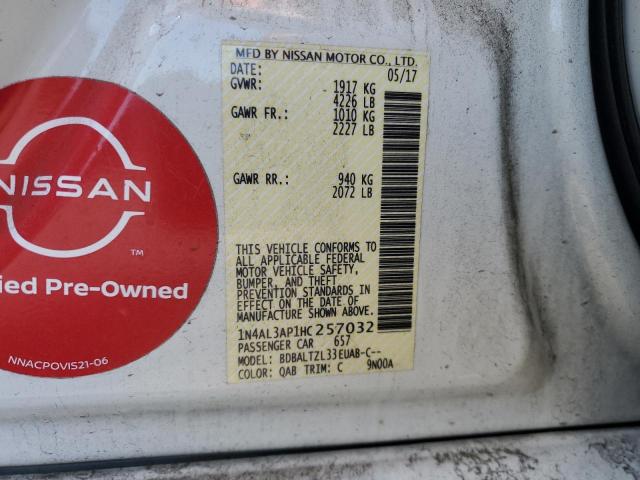 MFD BY NISSAN MOTOR CO., LTD.
DATE: 05/17
GVWR: 1917 KG
4226 LB
GAWR FR.: 1010 KG
2227 LB
GAWR RR.: 940 KG
2072 LB
THIS VEHICLE CONFORMS TO
ALL APPLICABLE FEDERAL
MOTOR VEHICLE SAFETY,
BUMPER, AND THEFT
PREVENTION STANDARDS IN
EFFECT ON THE DATE OF
MANUFACTURE SHOWN ABOVE.
1N4AL3AP1HC257032
PASSENGER CAR 657
MODEL: BDBALTZL33EUAB-C--
COLOR: QAB TRIM: C 9N00A
NISSAN
TM
ied Pre-Owned
NNACPOVIS21-06